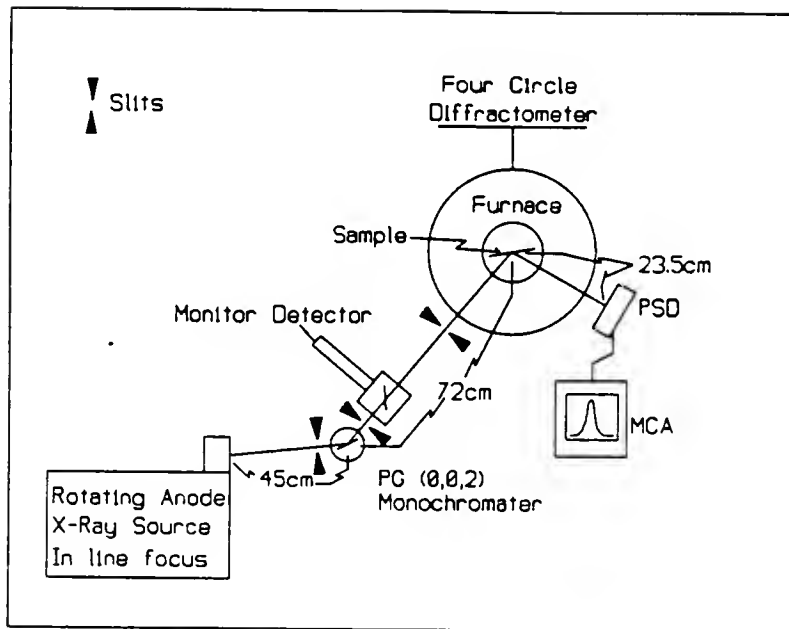 Slits
Four Circle
Diffractometer
Furnace
Sample
23.5cm
PSD
Monitor Detector
72cm
MCA
45cm
PG (0,0,2)
Monochromater
Rotating Anode
X-Ray Source
In line focus